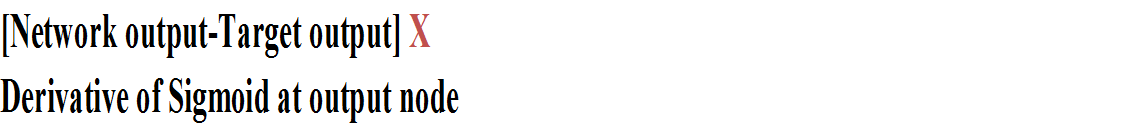 [Network output-Target output] X
Derivative of Sigmoid at output node